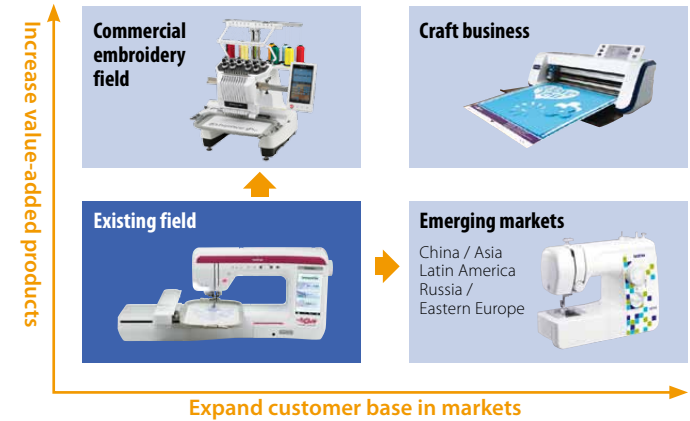 Increase value-added products
Commercial
embroidery
field
Craft business
Existing field
Emerging markets
China / Asia
Latin America
Russia /
Eastern Europe
brother
Expand customer base in markets